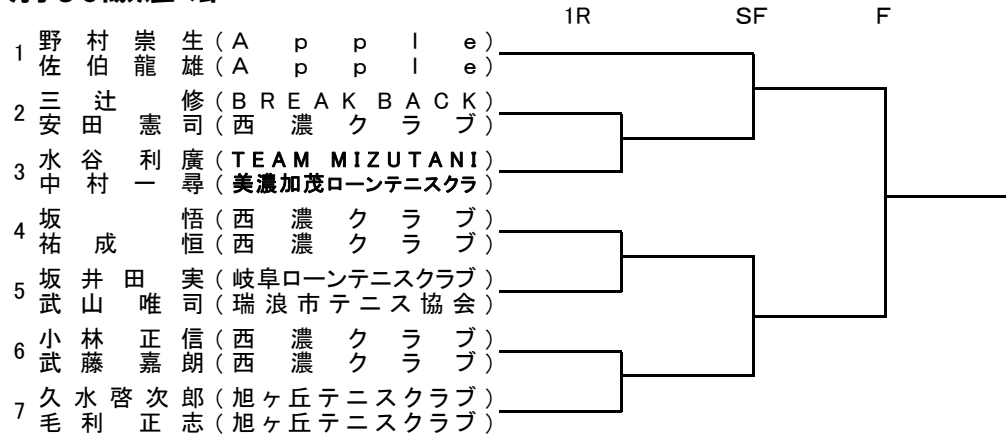 1R SF F
1 野村崇生(Apple)
佐伯龍雄(Apple)
2 三辻修(BREAK BACK)
安田憲司(西濃クラブ)
3 水谷利廣(TEAM MIZUTANI)
中村一尋(美濃加茂ローンテニスクラ)
4 坂悟(西濃クラブ)
祐成恒(西濃クラブ)
5 坂井田実(岐阜ローンテニスクラブ)
武山唯司(瑞浪市テニス協会)
6 小林正信(西濃クラブ)
武藤嘉朗(西濃クラブ)
7 久水啓次郎(旭ヶ丘テニスクラブ)
毛利正志(旭ヶ丘テニスクラブ)